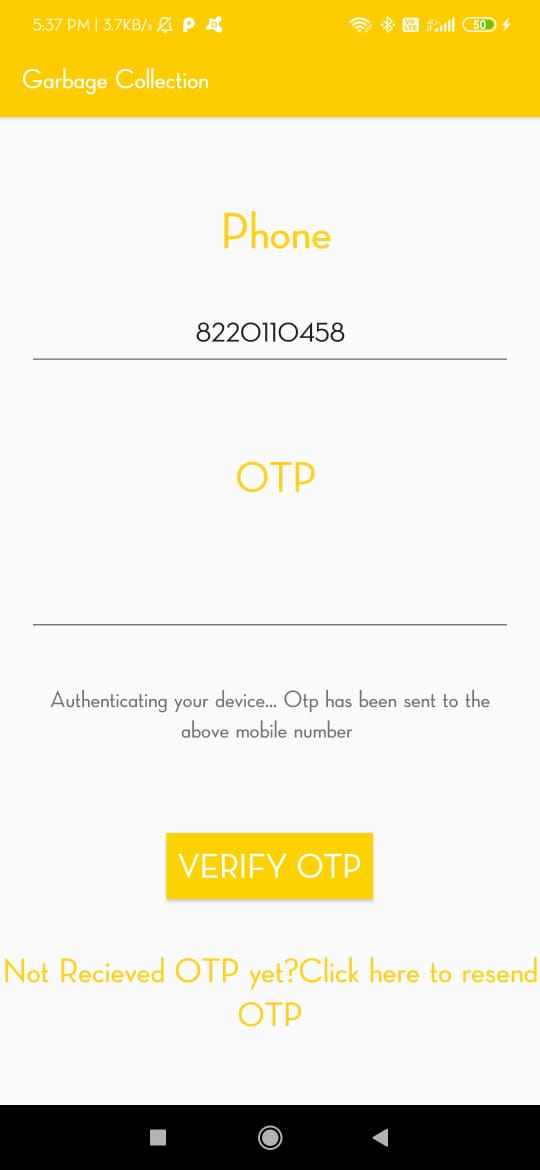 5:37 PM | 3.7KB/s
50
Garbage Collection
Phone
8220110458
OTP
Authenticating your device... Otp has been sent to the
above mobile number
VERIFY OTP
Not Recieved OTP yet?Click here to resend
OTP